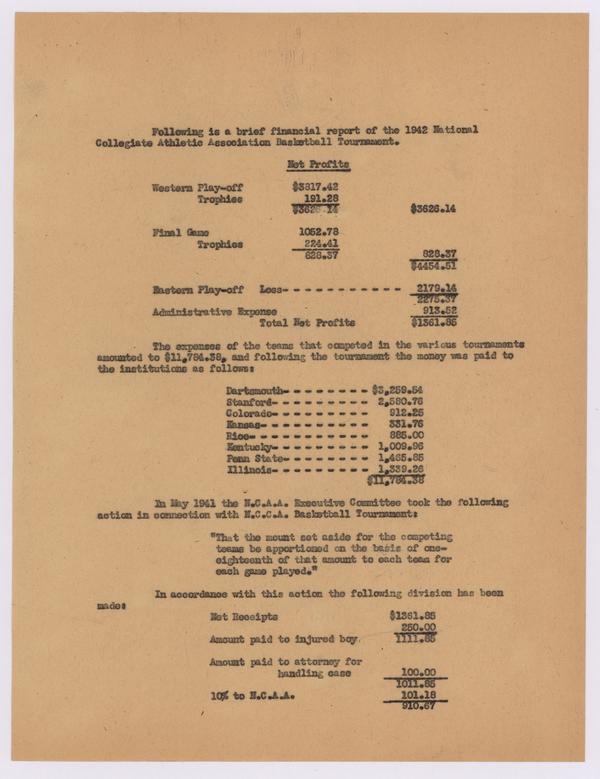 Following is a brief financial report of the 1942 National
Collegiate Athletic Association Basketball Tournament.
Net Profits
Western Play-off $3817.42
Trophies 191.28
$3626.14 $3626.14
Final Game 1052.78
Trophies 224.41
828.37 828.37
$4454.51
Eastern Play-off Loss- - - - - - - - - - - - 2179.14
2275.37
Administrative Expense 913.52
Total Net Profits $1361.85
The expenses of the teams that competed in the various tournaments
amounted to $11,784.38, and following the tournament the money was paid to
the institutions as follows:
Dartmouth- - - - - - - - - $3,259.54
Stanford- - - - - - - - - - 2,580.76
Colorado- - - - - - - - - - 912.25
Kansas- - - - - - - - - - - 331.76
Rice- - - - - - - - - - - - 885.00
Kentucky- - - - - - - - - - 1,009.96
Penn State- - - - - - - - - 1,465.85
Illinois- - - - - - - - - - 1,339.26
$11,784.38
In May 1941 the N.C.A.A. Executive Committee took the following
action in connection with N.C.C.A. Basketball Tournament:
"That the mount set aside for the competing
teams be apportioned on the basis of one-
eighteenth of that amount to each team for
each game played."
In accordance with this action the following division has been
made:
Net Receipts $1361.85
250.00
Amount paid to injured boy. 1111.85
Amount paid to attorney for
handling case 100.00
1011.85
10% to N.C.A.A. 101.18
910.67